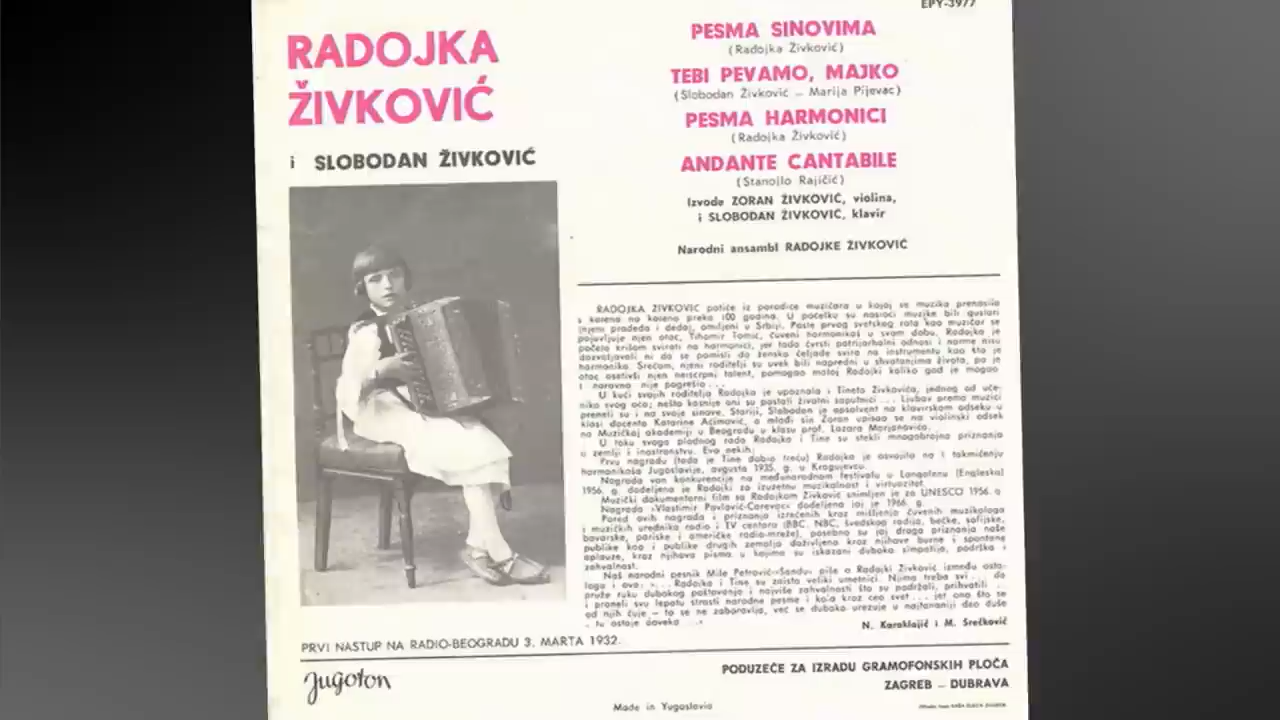 EPY-3977
RADOJKA
ŽIVKOVIĆ
i SLOBODAN ŽIVKOVIĆ
PESMA SINOVIMA
(Radojka Živković)
TEBI PEVAMO, MAJKO
(Slobodan Živković – Marija Pijevac)
PESMA HARMONICI
(Radojka Živković)
ANDANTE CANTABILE
(Stanojlo Rajičić)
Izvode ZORAN ŽIVKOVIĆ, violina,
i SLOBODAN ŽIVKOVIĆ, klavir
Narodni ansambl RADOJKE ŽIVKOVIĆ
RADOJKA ŽIVKOVIĆ potiče iz porodice muzičara u kojoj se muzika prenosila
s kolena na koleno preko 100 godina. U početku su nosioci muzike bili guslari
(njeni pradeda i deda), omiljeni u Srbiji. Posle prvog svetskog rata kao muzičar se
pojavljuje njen otac, Tihomir Tomić, čuveni harmonikaš u svom dobu. Radojka je
počela krišom svirati na harmonici, jer tada čvrsti patrijarhalni odnosi i norme nisu
dozvoljavali ni da se pomisli da žensko čeljade svira na instrumentu kao što je
harmonika. Srećom, njeni roditelji su uvek bili napredni u shvatanjima života, pa je
otac osetivši njen neiscrpni talent, pomogao maloj Radojki koliko god je mogao
i naravno nije pogrešio . . .
U kući svojih roditelja Radojka je upoznala i Tineta Živkovića, jednog od uče-
nika svog oca; nešto kasnije oni su postali životni saputnici . . . Ljubav prema muzici
preneli su i na svoje sinove. Stariji, Slobodan je apsolvent na klavirskom odseku u
klasi docenta Katarine Aćimović, a mlađi sin Zoran upisao se na violinski odsek
na Muzičkoj akademiji u Beogradu u klasu prof. Lazara Marjanovića.
U toku svoga plodnog rada Radojka i Tine su stekli mnogobrojna priznanja
u zemlji i inostranstvu. Evo nekih:
Prvu nagradu (tada je Tine dobio treću) Radojka je osvojila na I takmičenju
harmonikaša Jugoslavije, avgusta 1935. g. u Kragujevcu.
Nagrada van konkurencije na međunarodnom festivalu u Langolenu (Engleska)
1956. g. dodeljena je Radojki za izuzetnu muzikalnost i virtuozitet.
Muzički dokumentarni film sa Radojkom Živković snimljen je za UNESCO 1956. g.
Nagrada »Vlastimir Pavlović-Carevac« dodeljena joj je 1966. g.
Pored ovih nagrada i priznanja izrečenih kroz mišljenja čuvenih muzikologa
i muzičkih urednika radio i TV centara (BBC, NBC, švedskog radija, bečke, sofijske,
bavarske, pariske i američke radio-mreže), posebno su joj draga priznanja naše
publike kao i publike drugih zemalja doživljena kroz njihove burne i spontane
aplauze, kroz njihova pisma u kojima su iskazani duboka simpatija, podrška i
zahvalnost.
Naš narodni pesnik Mile Petrović-»Sandu« piše o Radojki Živković između osta-
loga i ovo: ». . . Radojka i Tine su zaista veliki umetnici. Njima treba svi . . . da
pruže ruku dubokog poštovanja i najviše zahvalnosti što su podržali, prihvatili . .
i proneli svu lepotu strasti narodne pesme i kola kroz ceo svet . . . jer ono što se
od njih čuje – to se ne zaboravlja, već se duboko urezuje u najtananiji deo duše
i tu ostaje doveka . . .«
N. Karaklajić i M. Srećković
PRVI NASTUP NA RADIO-BEOGRADU 3. MARTA 1932.
Jugoton
PODUZEĆE ZA IZRADU GRAMOFONSKIH PLOČA
ZAGREB – DUBRAVA
Made in Yugoslavia